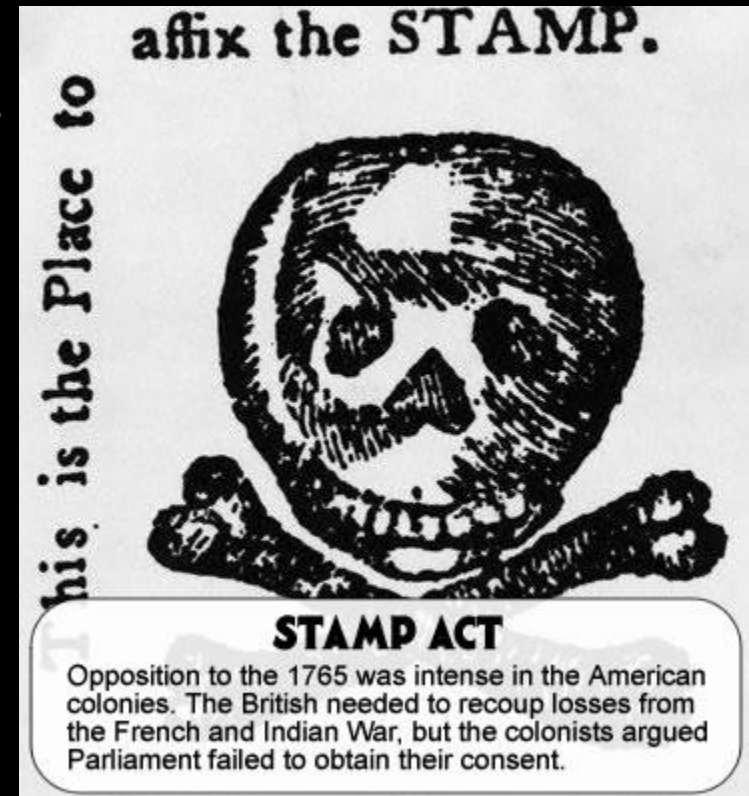 affix the STAMP.
This is the Place to
STAMP ACT
Opposition to the 1765 was intense in the American
colonies. The British needed to recoup losses from
the French and Indian War, but the colonists argued
Parliament failed to obtain their consent.